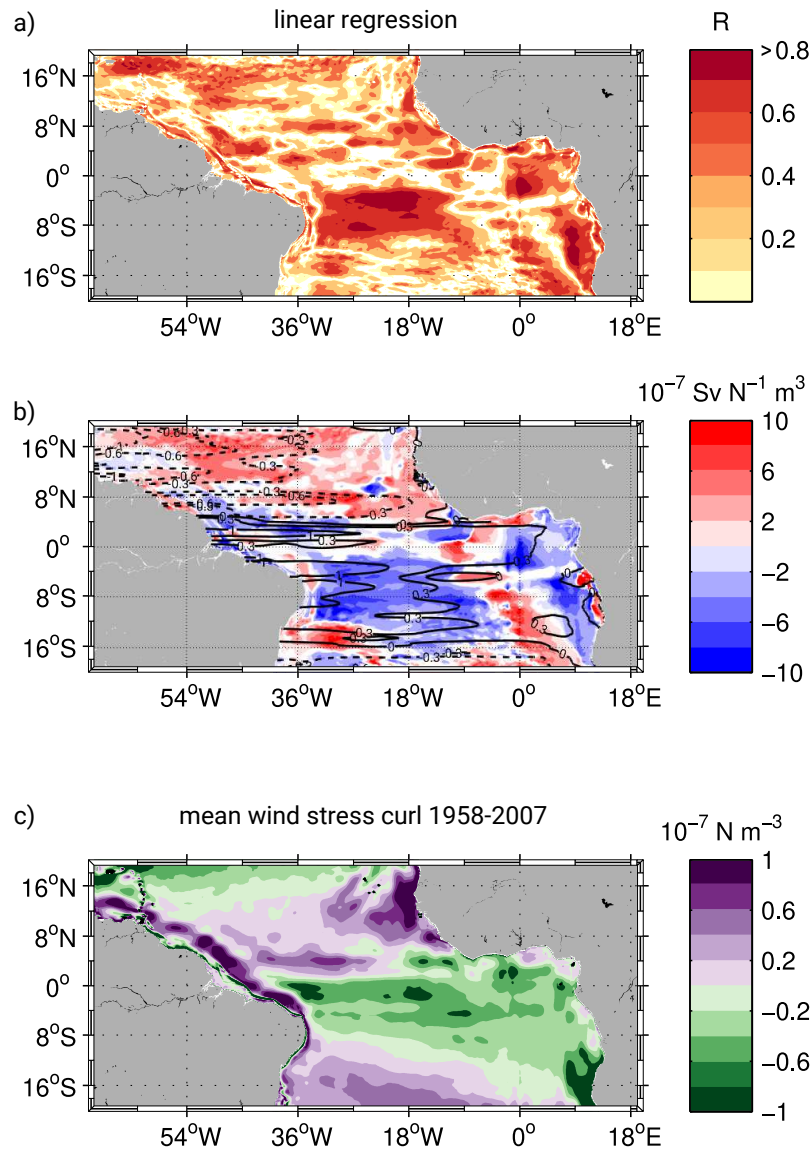 a)
linear regression
R
16°N
8°N
0°
8°S
16°S
54°W 36°W 18°W 0° 18°E
>0.8
0.6
0.4
0.2
b)
10⁻⁷ Sv N⁻¹ m³
16°N
8°N
0°
8°S
16°S
54°W 36°W 18°W 0° 18°E
10
6
2
−2
−6
−10
c)
mean wind stress curl 1958-2007
10⁻⁷ N m⁻³
16°N
8°N
0°
8°S
16°S
54°W 36°W 18°W 0° 18°E
1
0.6
0.2
−0.2
−0.6
−1